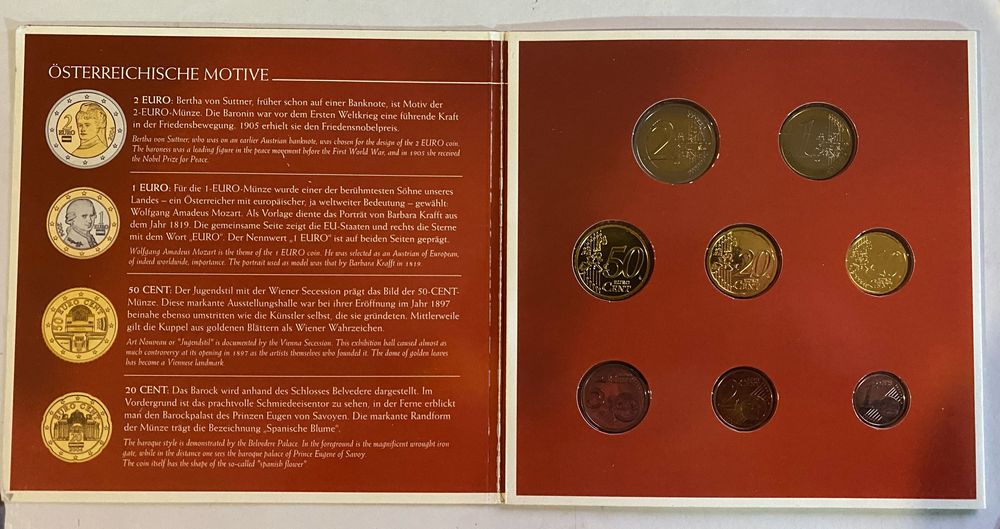 ÖSTERREICHISCHE MOTIVE
2 EURO: Bertha von Suttner, früher schon auf einer Banknote, ist Motiv der
2-EURO-Münze. Die Baronin war vor dem Ersten Weltkrieg eine führende Kraft
in der Friedensbewegung. 1905 erhielt sie den Friedensnobelpreis.
Bertha von Suttner, who was on an earlier Austrian banknote, was chosen for the design of the 2 EURO coin.
The baroness was a leading figure in the peace movement before the First World War, and in 1905 she received
the Nobel Prize for Peace.
2
EURO
1 EURO: Für die 1-EURO-Münze wurde einer der berühmtesten Söhne unseres
Landes – ein Österreicher mit europäischer, ja weltweiter Bedeutung – gewählt:
Wolfgang Amadeus Mozart. Als Vorlage diente das Porträt von Barbara Krafft aus
dem Jahr 1819. Die gemeinsame Seite zeigt die EU-Staaten und rechts die Sterne
mit dem Wort „EURO". Der Nennwert „1 EURO" ist auf beiden Seiten geprägt.
Wolfgang Amadeus Mozart is the theme of the 1 EURO coin. He was selected as an Austrian of European,
of indeed worldwide, importance. The portrait used as model was that by Barbara Krafft in 1819.
1
EURO
50 CENT: Der Jugendstil mit der Wiener Secession prägt das Bild der 50-CENT-
Münze. Diese markante Ausstellungshalle war bei ihrer Eröffnung im Jahr 1897
beinahe ebenso umstritten wie die Künstler selbst, die sie gründeten. Mittlerweile
gilt die Kuppel aus goldenen Blättern als Wiener Wahrzeichen.
Art Nouveau or "Jugendstil" is documented by the Vienna Secession. This exhibition hall caused almost as
much controversy at its opening in 1897 as the artists themselves who founded it. The dome of golden leaves
has become a Viennese landmark
50 EURO CENT
20 CENT: Das Barock wird anhand des Schlosses Belvedere dargestellt. Im
Vordergrund ist das prachtvolle Schmiedeeisentor zu sehen, in der Ferne erblickt
man den Barockpalast des Prinzen Eugen von Savoyen. Die markante Randform
der Münze trägt die Bezeichnung „Spanische Blume".
The baroque style is demonstrated by the Belvedere Palace. In the foreground is the magnificent wrought iron
gate, while in the distance one sees the baroque palace of Prince Eugene of Savoy.
The coin itself has the shape of the so-called "spanish flower".
EURO CENT
20
2
1
50
EURO
CENT
20
EURO
CENT
5
2
1